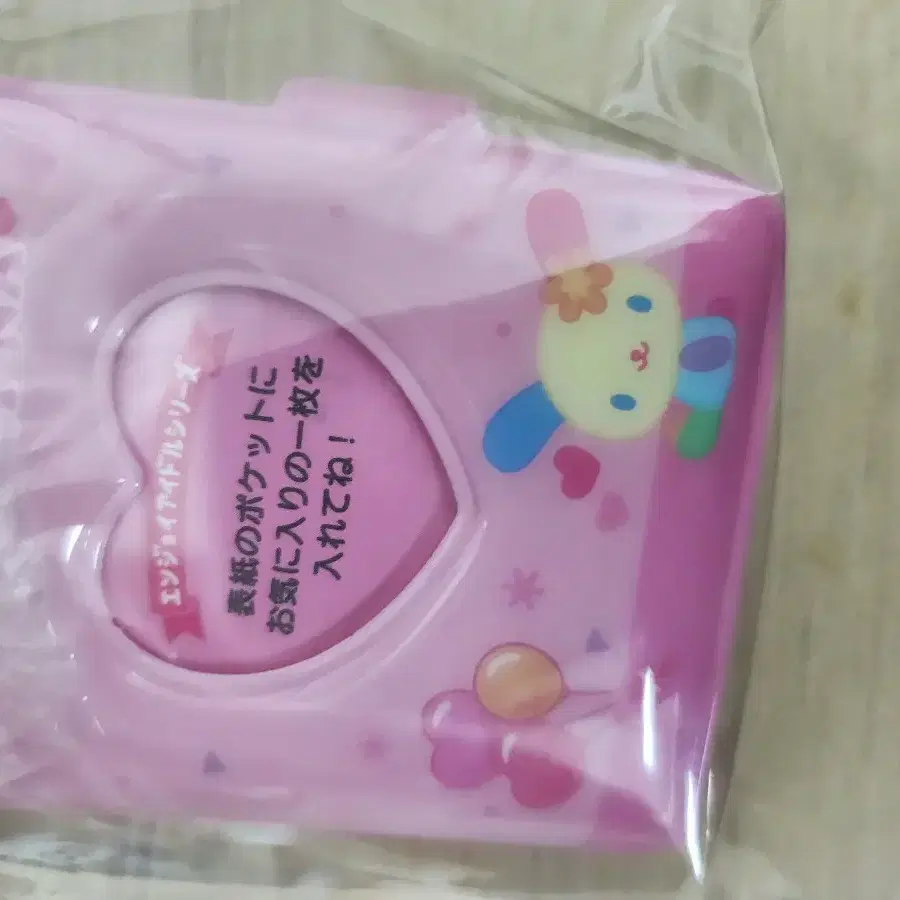 エンジョイアイドルシリーズ
表紙のポケットに
お気に入りの一枚を
入れてね！